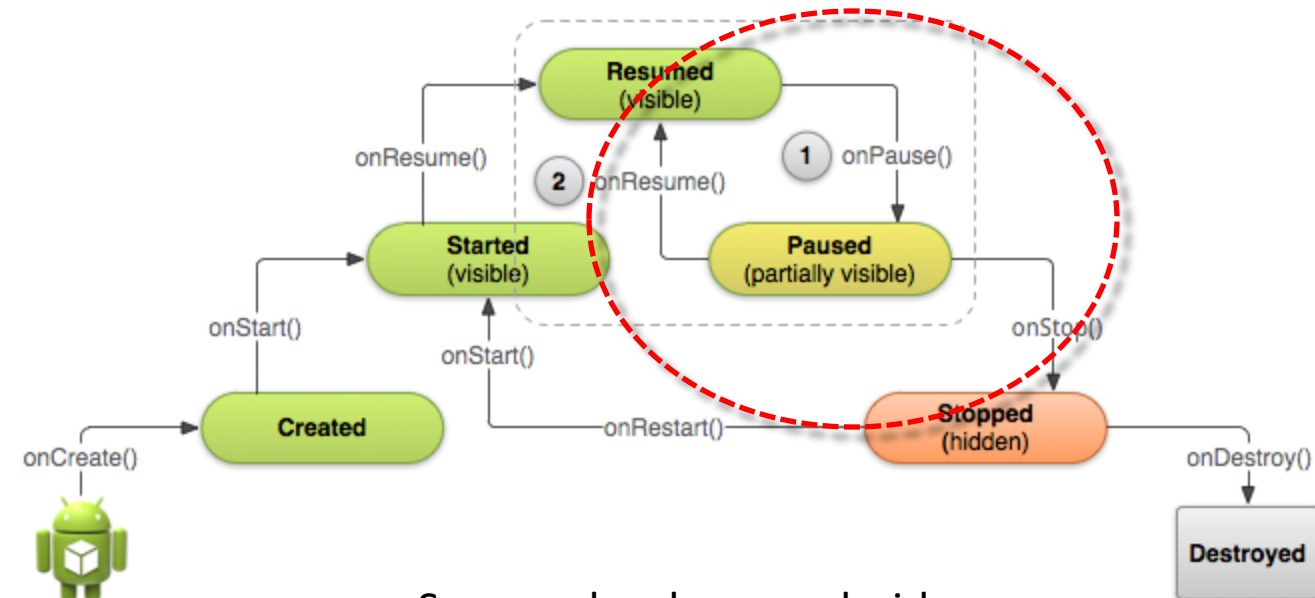 Resumed
(visible)
onResume()
1
onPause()
2
onResume()
Started
(visible)
Paused
(partially visible)
onStart()
onStop()
onStart()
Created
onRestart()
Stopped
(hidden)
onCreate()
onDestroy()
Destroyed